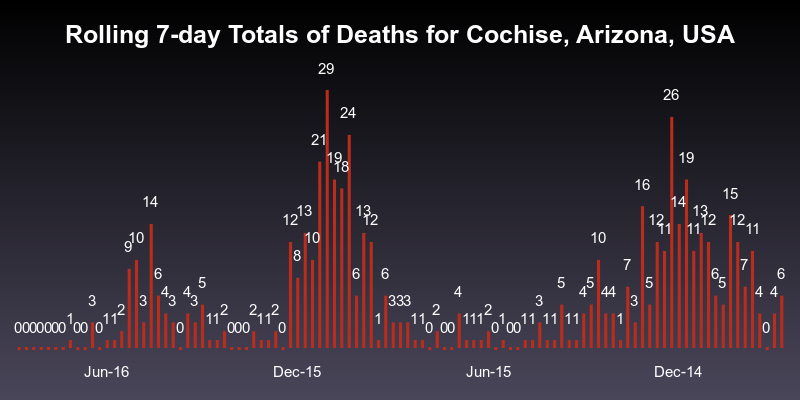 Rolling 7-day Totals of Deaths for Cochise, Arizona, USA
0 0 0 0 0 0 0 1 0 0 3 0 1 1 2 9 10 3 14 6 4 3 0 4 3 5 1 1 2 0 0 0 2 1 1 2 0 12 8 13 10 21 29 19 18 24 6 13 12 1 6 3 3 3 1 1 0 2 0 0 4 1 1 1 2 0 1 0 0 1 1 3 1 1 5 1 1 4 5 10 4 4 1 7 3 16 5 12 11 26 14 19 11 13 12 6 5 15 12 7 11 4 0 4 6
Jun-16 Dec-15 Jun-15 Dec-14